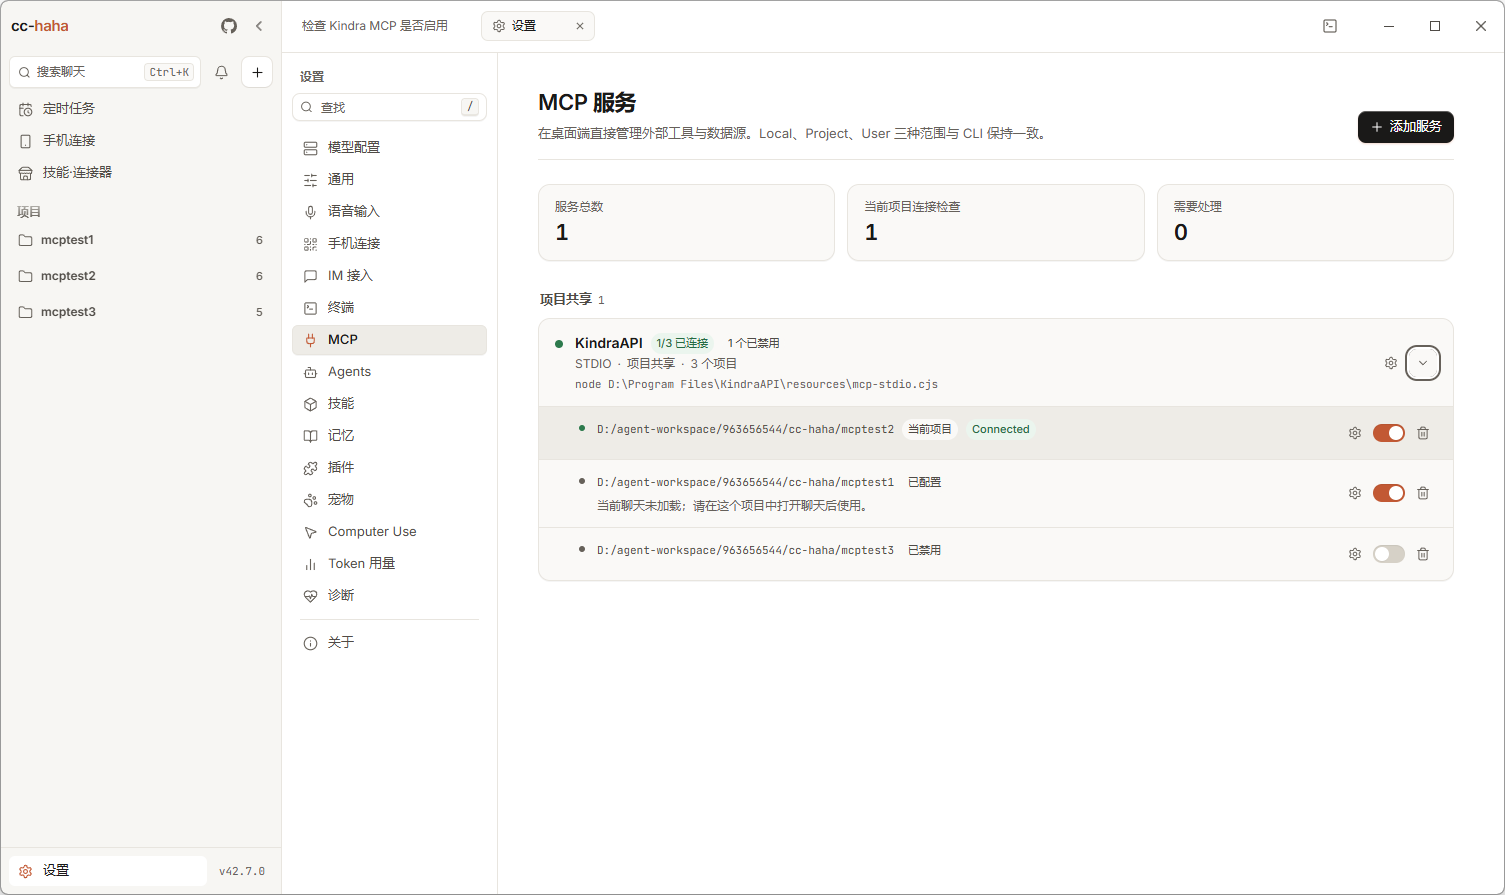 cc-haha
检查 Kindra MCP 是否启用
设置
搜索聊天
Ctrl+K
定时任务
手机连接
技能·连接器
项目
mcptest1
6
mcptest2
6
mcptest3
5
设置
v42.7.0
设置
查找
/
模型配置
通用
语音输入
手机连接
IM 接入
终端
MCP
Agents
技能
记忆
插件
宠物
Computer Use
Token 用量
诊断
关于
MCP 服务
在桌面端直接管理外部工具与数据源。Local、Project、User 三种范围与 CLI 保持一致。
添加服务
服务总数
1
当前项目连接检查
1
需要处理
0
项目共享 1
KindraAPI 1/3 已连接 1 个已禁用
STDIO · 项目共享 · 3 个项目
node D:\Program Files\KindraAPI\resources\mcp-stdio.cjs
D:/agent-workspace/963656544/cc-haha/mcptest2 当前项目 Connected
D:/agent-workspace/963656544/cc-haha/mcptest1 已配置
当前聊天未加载；请在这个项目中打开聊天后使用。
D:/agent-workspace/963656544/cc-haha/mcptest3 已禁用